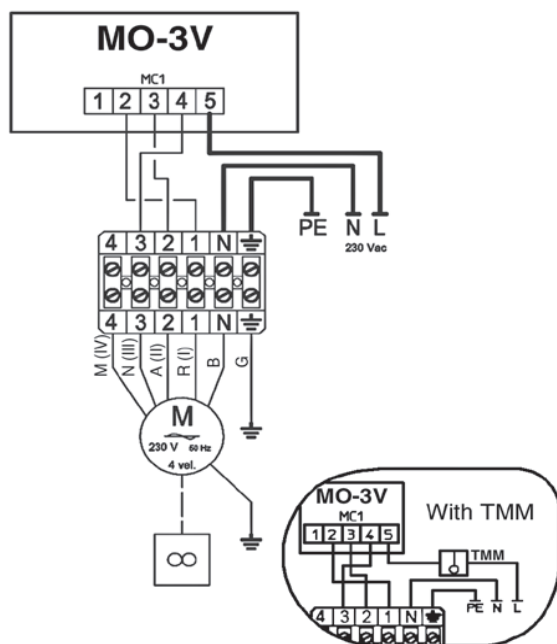 MO-3V
MC1
1 2 3 4 5
PE N L
230 Vac
4 3 2 1 N
4 3 2 1 N
M (IV) N (III) A (II) R (I) B G
M
230 V 50 Hz
4 vel.
MO-3V
MC1
With TMM
1 2 3 4 5
TMM
PE N L
4 3 2 1 N